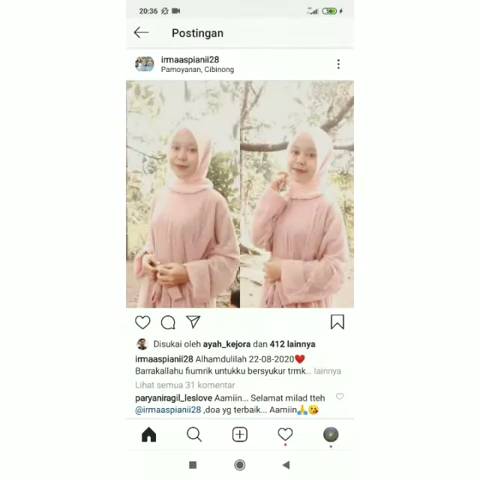 20:36
Postingan
irmaaspianii28
Pamoyanan, Cibinong
Disukai oleh ayah_kejora dan 412 lainnya
irmaaspianii28 Alhamdulilah 22-08-2020❤️
Barrakallahu fiumrik untukku bersyukur trmk... lainnya
Lihat semua 31 komentar
paryaniragil_leslove Aamiin... Selamat milad tteh
@irmaaspianii28 ,doa yg terbaik... Aamiin🙏😘